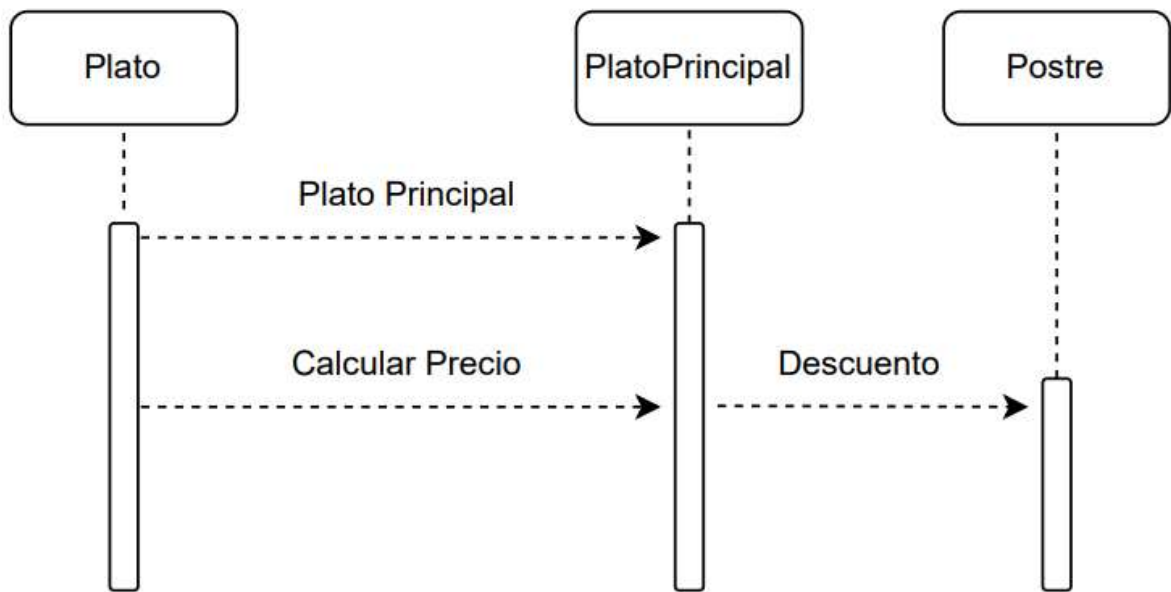 Plato
PlatoPrincipal
Postre
Plato Principal
Calcular Precio
Descuento